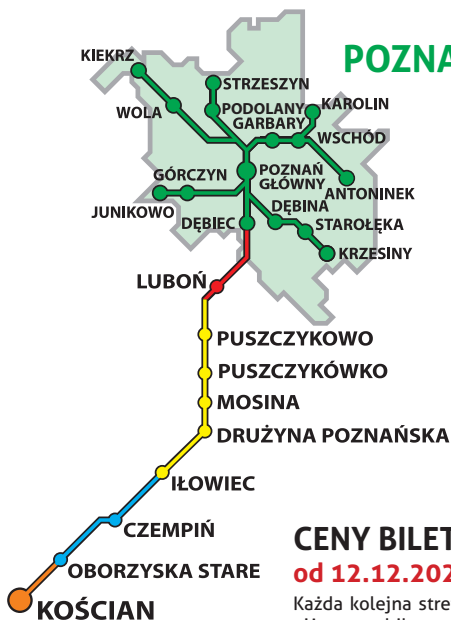 KIEKRZ
POZNA
STRZESZYN
WOLA
PODOLANY
KAROLIN
GARBARY
WSCHÓD
GÓRCZYN
POZNAŃ
GŁÓWNY
ANTONINEK
JUNIKOWO
DĘBINA
DĘBIEC
STAROŁĘKA
KRZESINY
LUBOŃ
PUSZCZYKOWO
PUSZCZYKÓWKO
MOSINA
DRUŻYNA POZNAŃSKA
IŁOWIEC
CZEMPIŃ
OBORZYSKA STARE
KOŚCIAN
CENY BILET
od 12.12.202
Każda kolejna stre